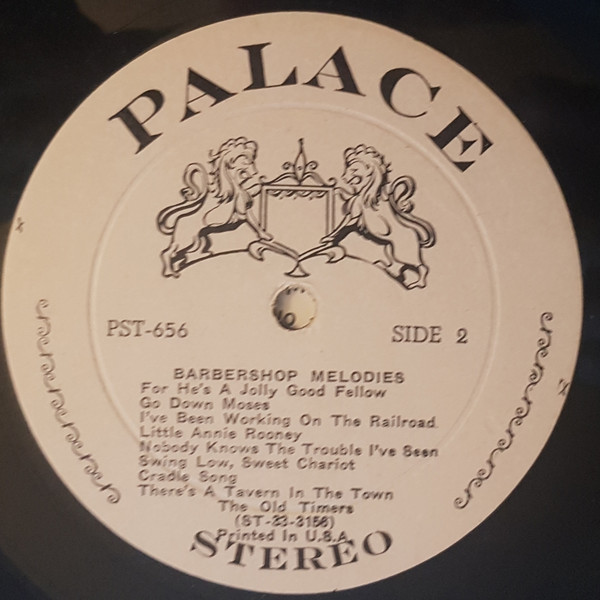 PALACE
PST-656
SIDE 2
BARBERSHOP MELODIES
For He's A Jolly Good Fellow
Go Down Moses
I've Been Working On The Railroad.
Little Annie Rooney
Nobody Knows The Trouble I've Seen
Swing Low, Sweet Chariot
Cradle Song
There's A Tavern In The Town
The Old Timers
(ST-33-3156)
Printed In U.S.A.
STEREO